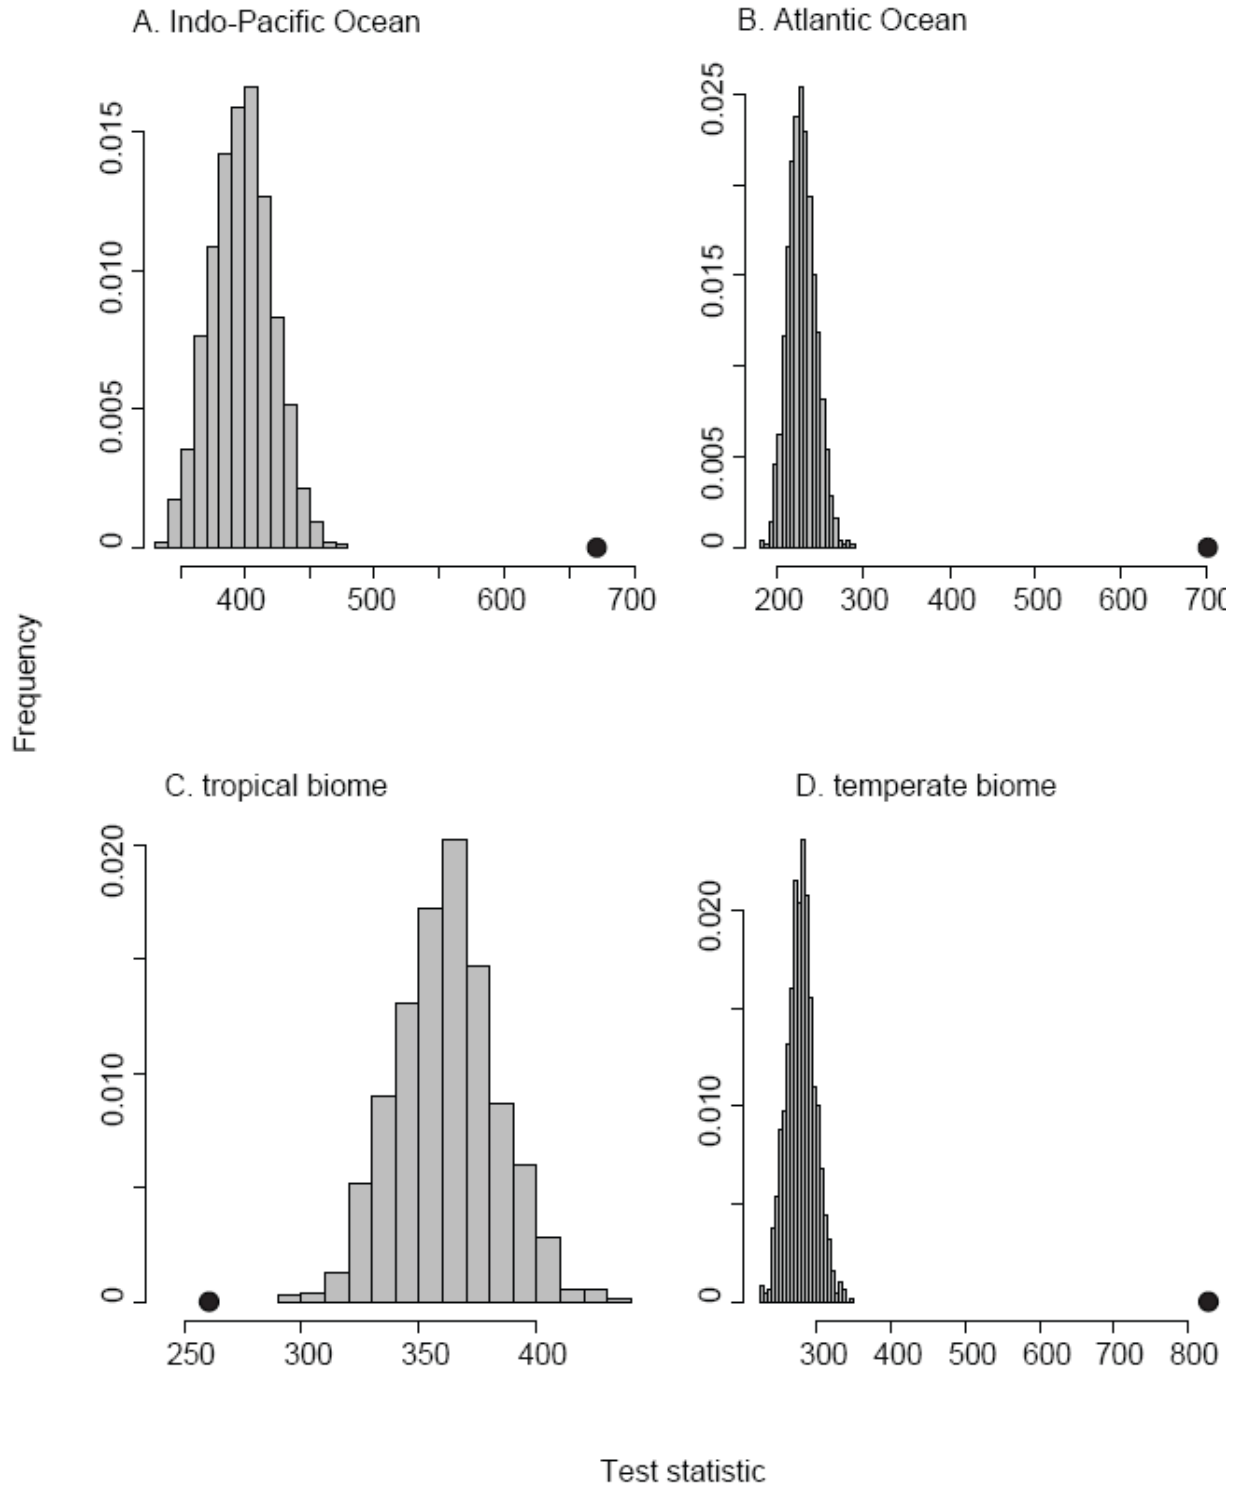 A. Indo-Pacific Ocean
0.015
0.010
0.005
0
400 500 600 700
B. Atlantic Ocean
0.025
0.015
0.005
0
200 300 400 500 600 700
Frequency
C. tropical biome
0.020
0.010
0
250 300 350 400
D. temperate biome
0.020
0.010
0
300 400 500 600 700 800
Test statistic